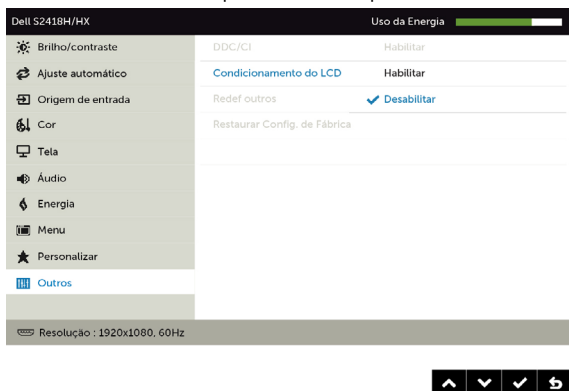 Dell S2418H/HX Uso da Energia
Brilho/contraste DDC/CI Habilitar
Ajuste automático Condicionamento do LCD Habilitar
Origem de entrada Redef outros Desabilitar
Cor Restaurar Config. de Fábrica
Tela
Áudio
Energia
Menu
Personalizar
Outros
Resolução : 1920x1080, 60Hz